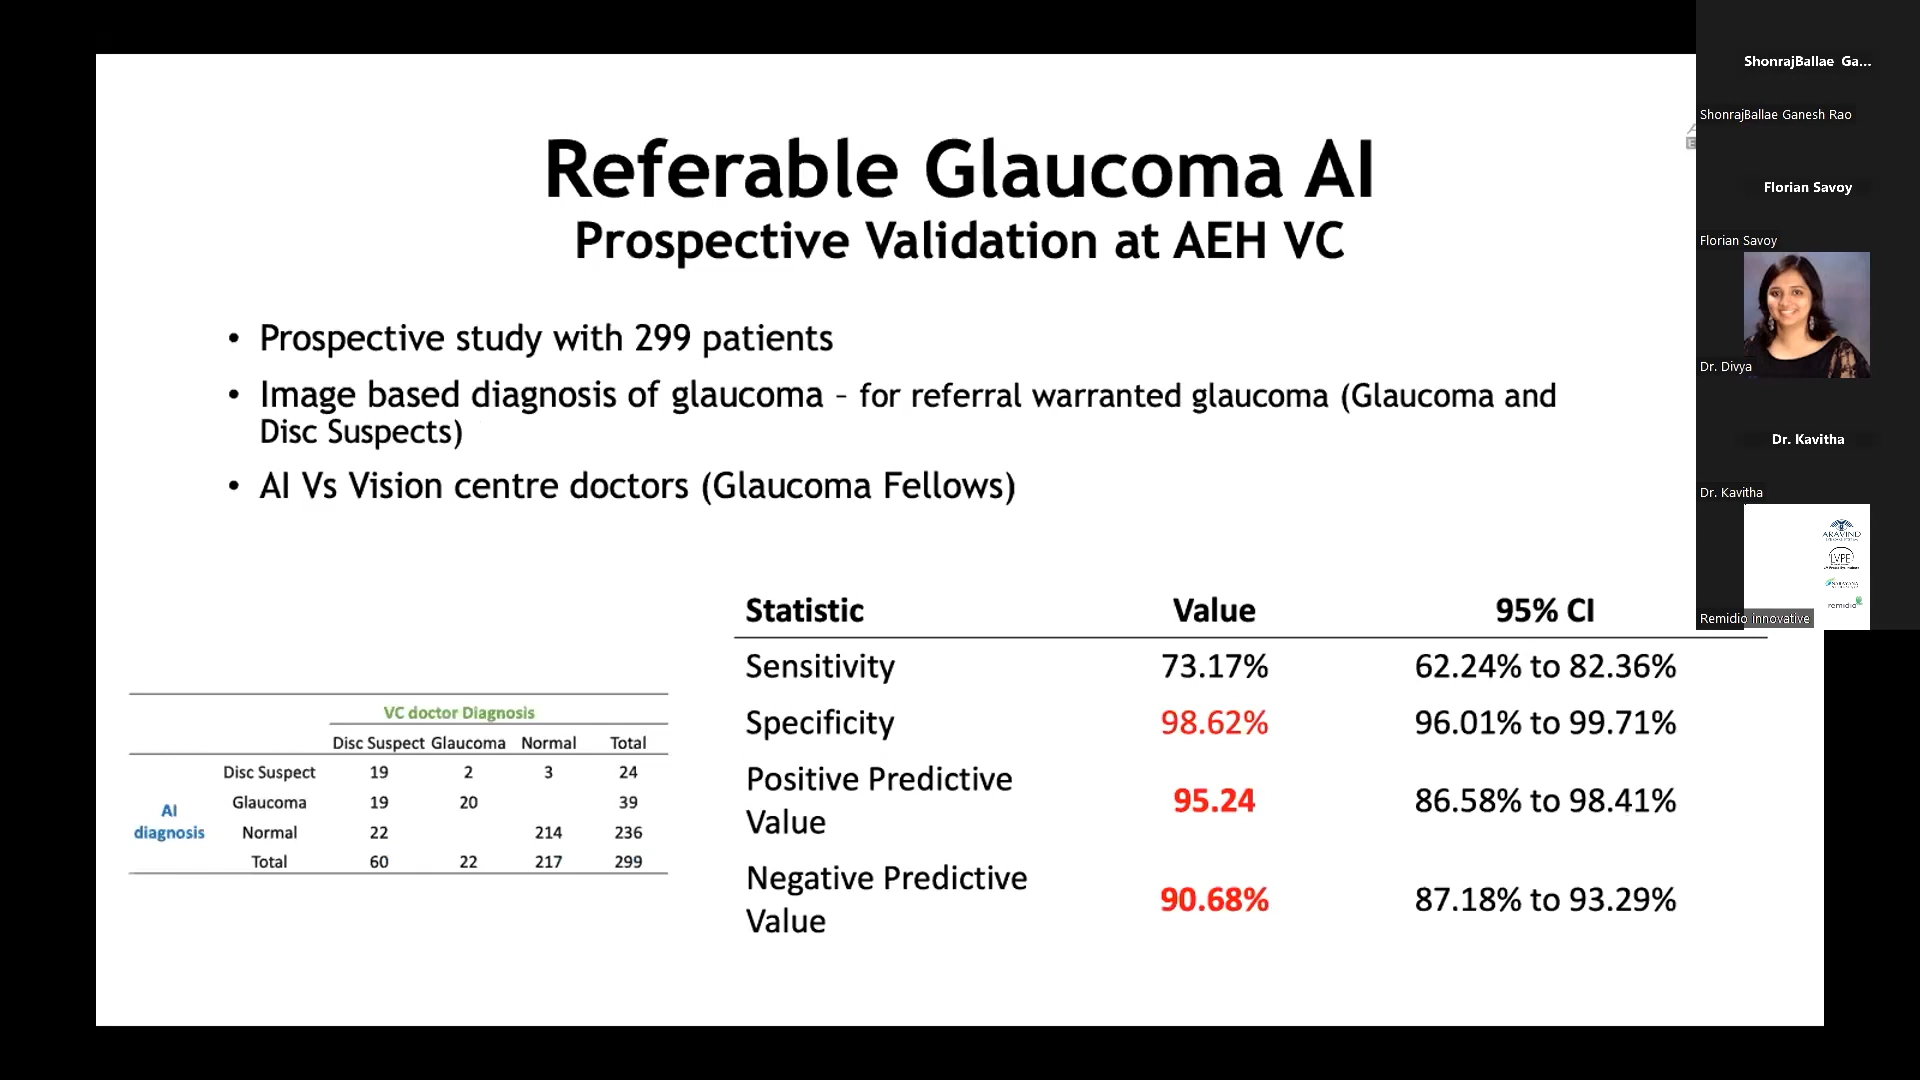 Referable Glaucoma AI
Prospective Validation at AEH VC
• Prospective study with 299 patients
• Image based diagnosis of glaucoma – for referral warranted glaucoma (Glaucoma and
Disc Suspects)
• AI Vs Vision centre doctors (Glaucoma Fellows)
VC doctor Diagnosis
Disc Suspect Glaucoma Normal Total
AI diagnosis
Disc Suspect 19 2 3 24
Glaucoma 19 20 39
Normal 22 214 236
Total 60 22 217 299
Statistic Value 95% CI
Sensitivity 73.17% 62.24% to 82.36%
Specificity 98.62% 96.01% to 99.71%
Positive Predictive
Value 95.24 86.58% to 98.41%
Negative Predictive
Value 90.68% 87.18% to 93.29%
ShonrajBallae Ga...
ShonrajBallae Ganesh Rao
Florian Savoy
Florian Savoy
Dr. Divya
Dr. Kavitha
Dr. Kavitha
ARAVIND
LVPE
remidio
Remidio innovative